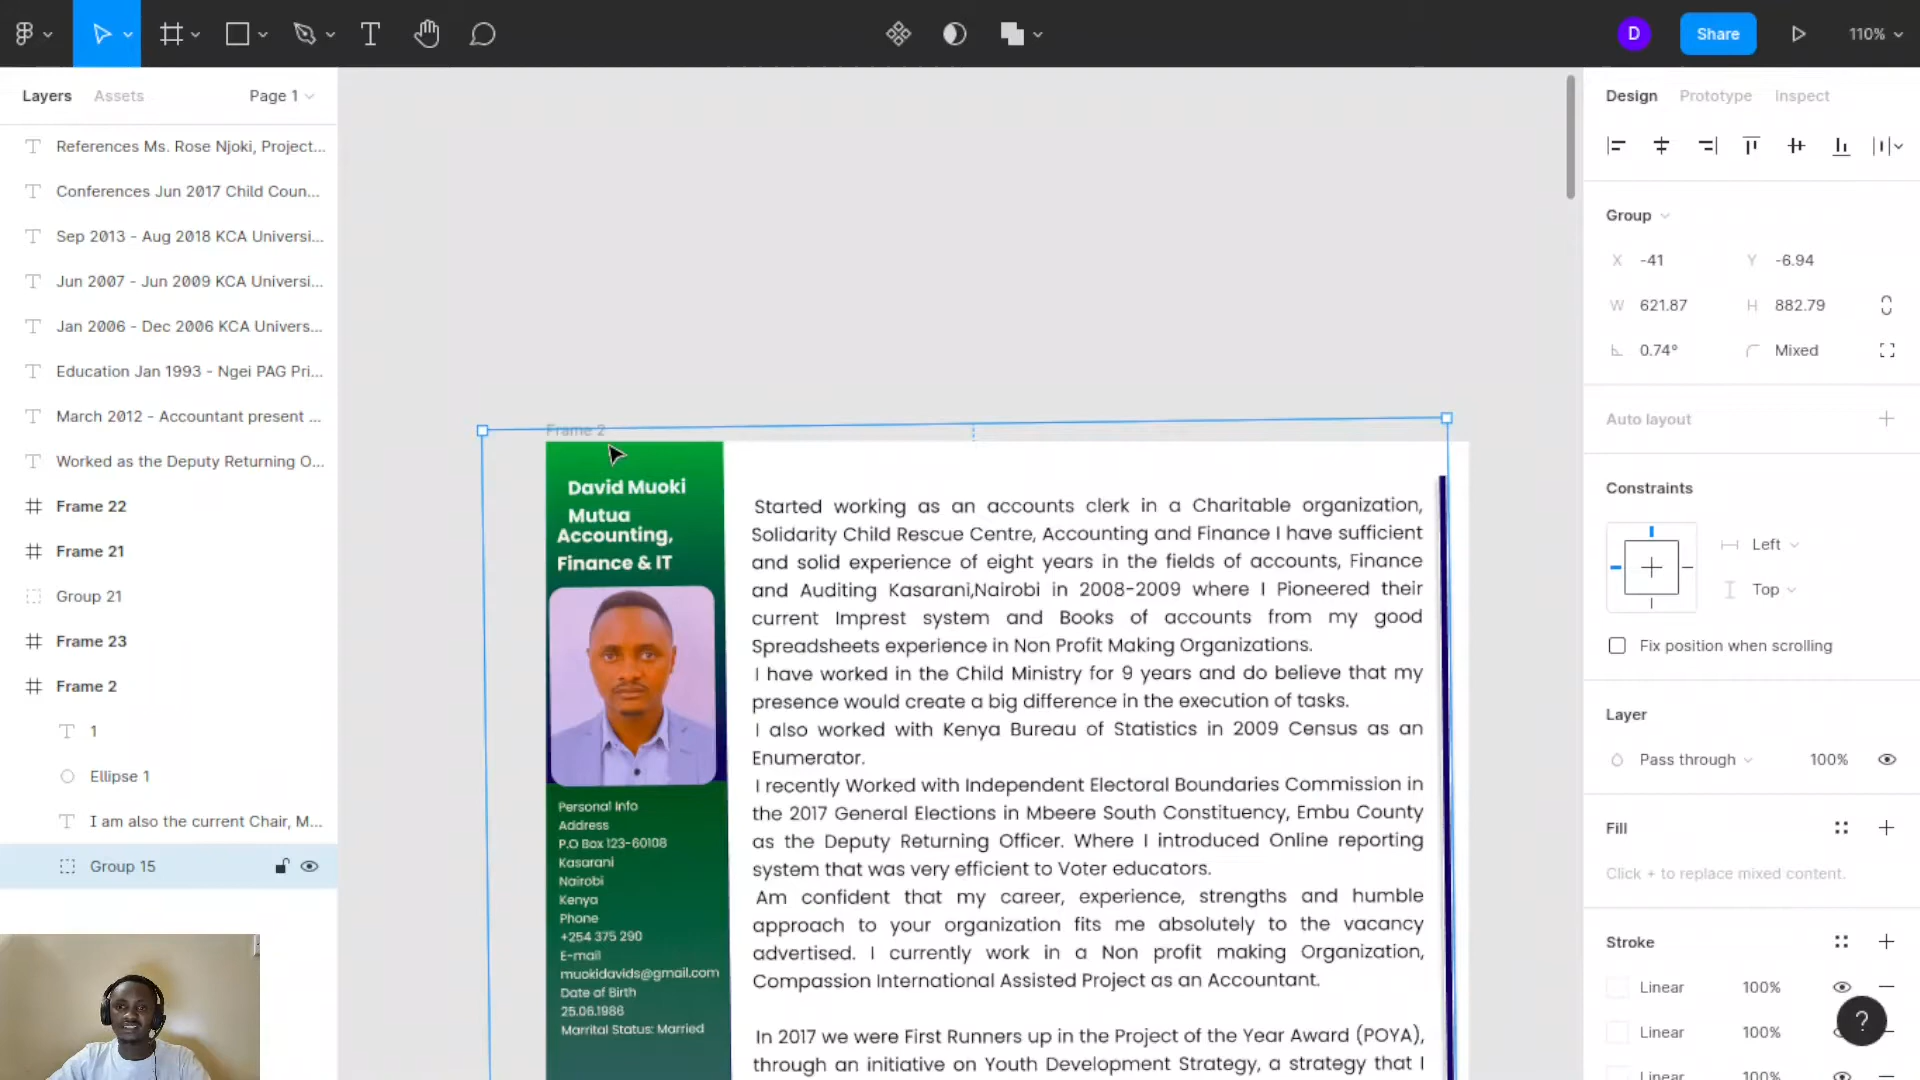 D
Share
110%
Layers
Assets
Page 1
References Ms. Rose Njoki, Project...
Conferences Jun 2017 Child Coun...
Sep 2013 - Aug 2018 KCA Universi...
Jun 2007 - Jun 2009 KCA Universi...
Jan 2006 - Dec 2006 KCA Univers...
Education Jan 1993 - Ngei PAG Pri...
March 2012 - Accountant present ...
Worked as the Deputy Returning O...
Frame 22
Frame 21
Group 21
Frame 23
Frame 2
1
Ellipse 1
I am also the current Chair, M...
Group 15
Frame 2
David Muoki
Mutua
Accounting,
Finance & IT
Personal Info
Address
P.O Box 123-60108
Kasarani
Nairobi
Kenya
Phone
+254 375 290
E-mail
muokidavids@gmail.com
Date of Birth
25.06.1986
Marrital Status: Married
Started working as an accounts clerk in a Charitable organization,
Solidarity Child Rescue Centre, Accounting and Finance I have sufficient
and solid experience of eight years in the fields of accounts, Finance
and Auditing Kasarani,Nairobi in 2008-2009 where I Pioneered their
current Imprest system and Books of accounts from my good
Spreadsheets experience in Non Profit Making Organizations.
I have worked in the Child Ministry for 9 years and do believe that my
presence would create a big difference in the execution of tasks.
I also worked with Kenya Bureau of Statistics in 2009 Census as an
Enumerator.
I recently Worked with Independent Electoral Boundaries Commission in
the 2017 General Elections in Mbeere South Constituency, Embu County
as the Deputy Returning Officer. Where I introduced Online reporting
system that was very efficient to Voter educators.
Am confident that my career, experience, strengths and humble
approach to your organization fits me absolutely to the vacancy
advertised. I currently work in a Non profit making Organization,
Compassion International Assisted Project as an Accountant.
In 2017 we were First Runners up in the Project of the Year Award (POYA),
through an initiative on Youth Development Strategy, a strategy that I
Design
Prototype
Inspect
Group
X -41
Y -6.94
W 621.87
H 882.79
0.74°
Mixed
Auto layout
Constraints
Left
Top
Fix position when scrolling
Layer
Pass through
100%
Fill
Click + to replace mixed content.
Stroke
Linear 100%
Linear 100%
Linear 100%
?